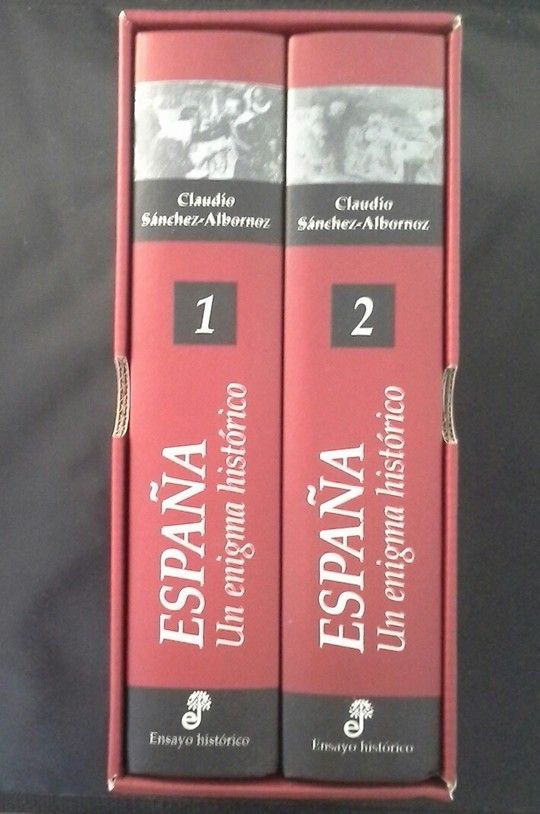 Claudio
Sánchez-Albornoz
1
ESPAÑA
Un enigma histórico
Ensayo histórico
Claudio
Sánchez-Albornoz
2
ESPAÑA
Un enigma histórico
Ensayo histórico